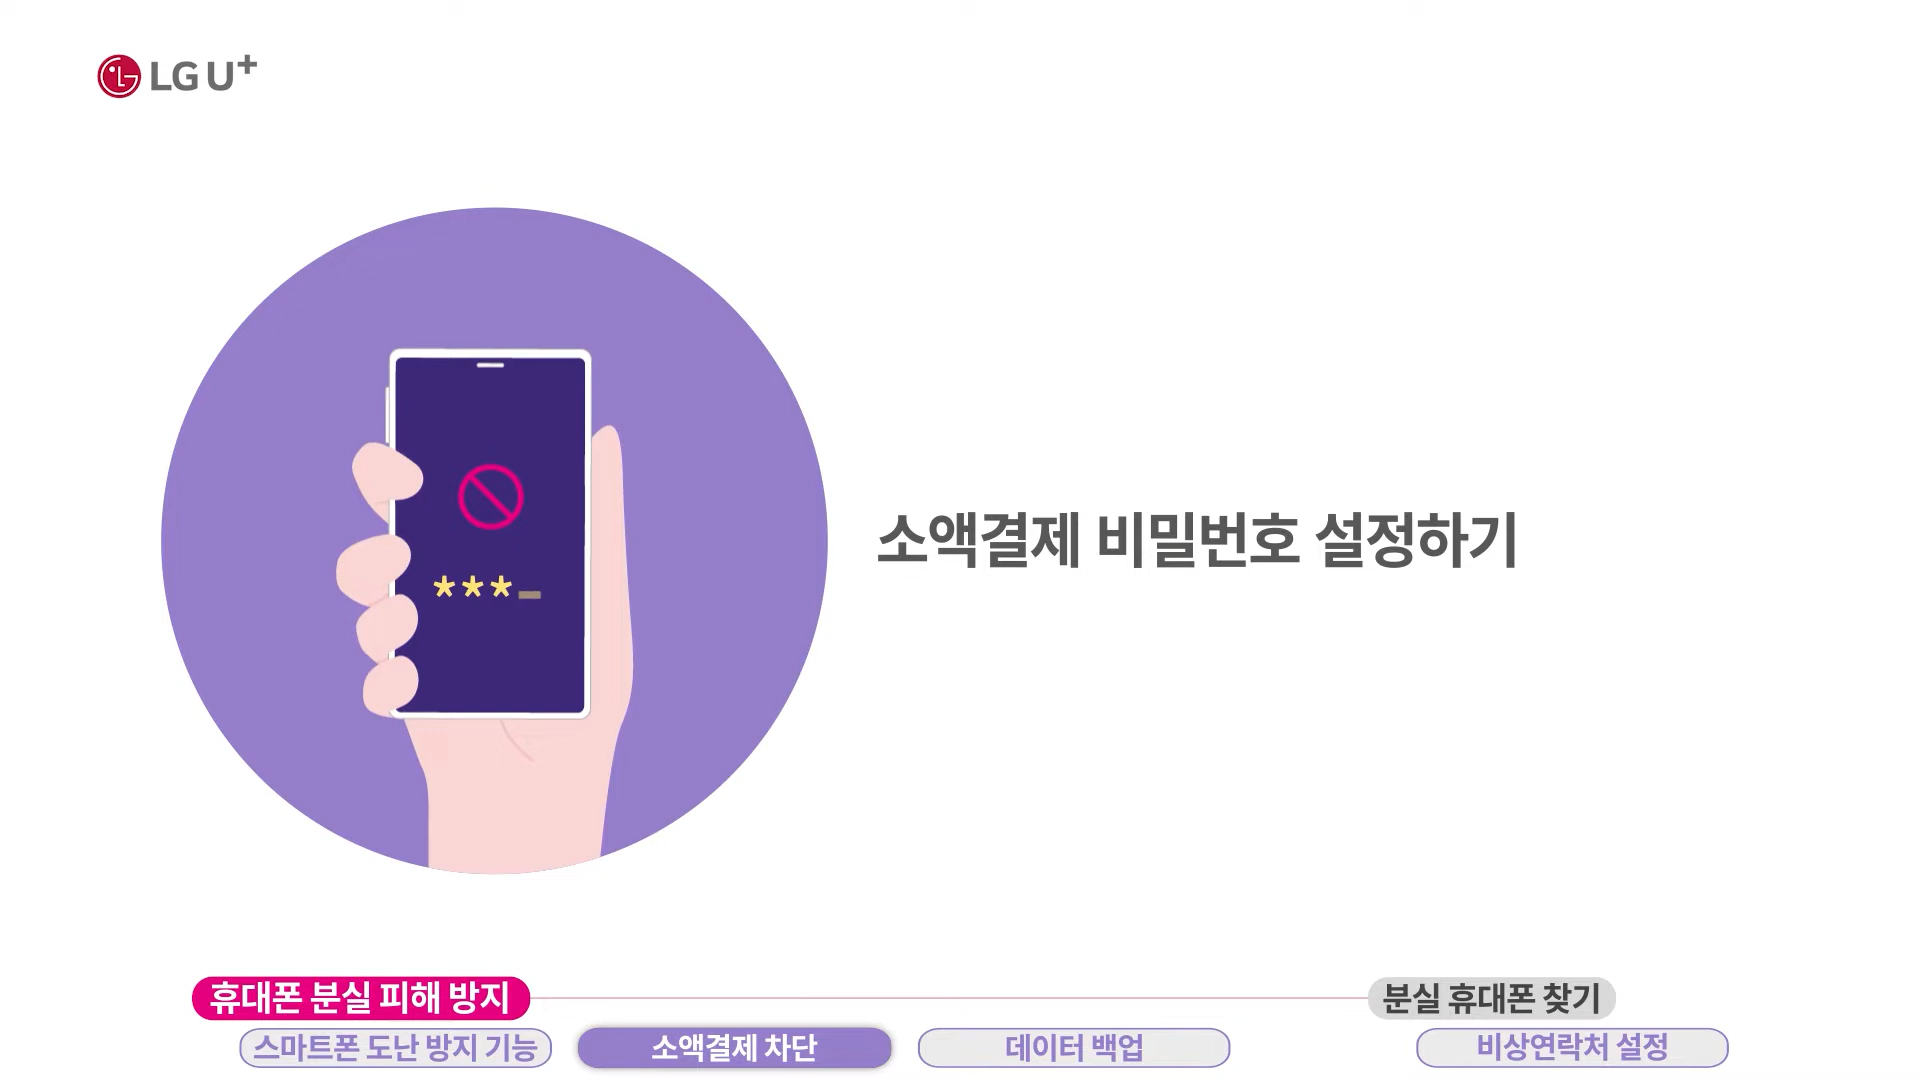 LG U+
***_
소액결제 비밀번호 설정하기
휴대폰 분실 피해 방지
분실 휴대폰 찾기
스마트폰 도난 방지 기능
소액결제 차단
데이터 백업
비상연락처 설정